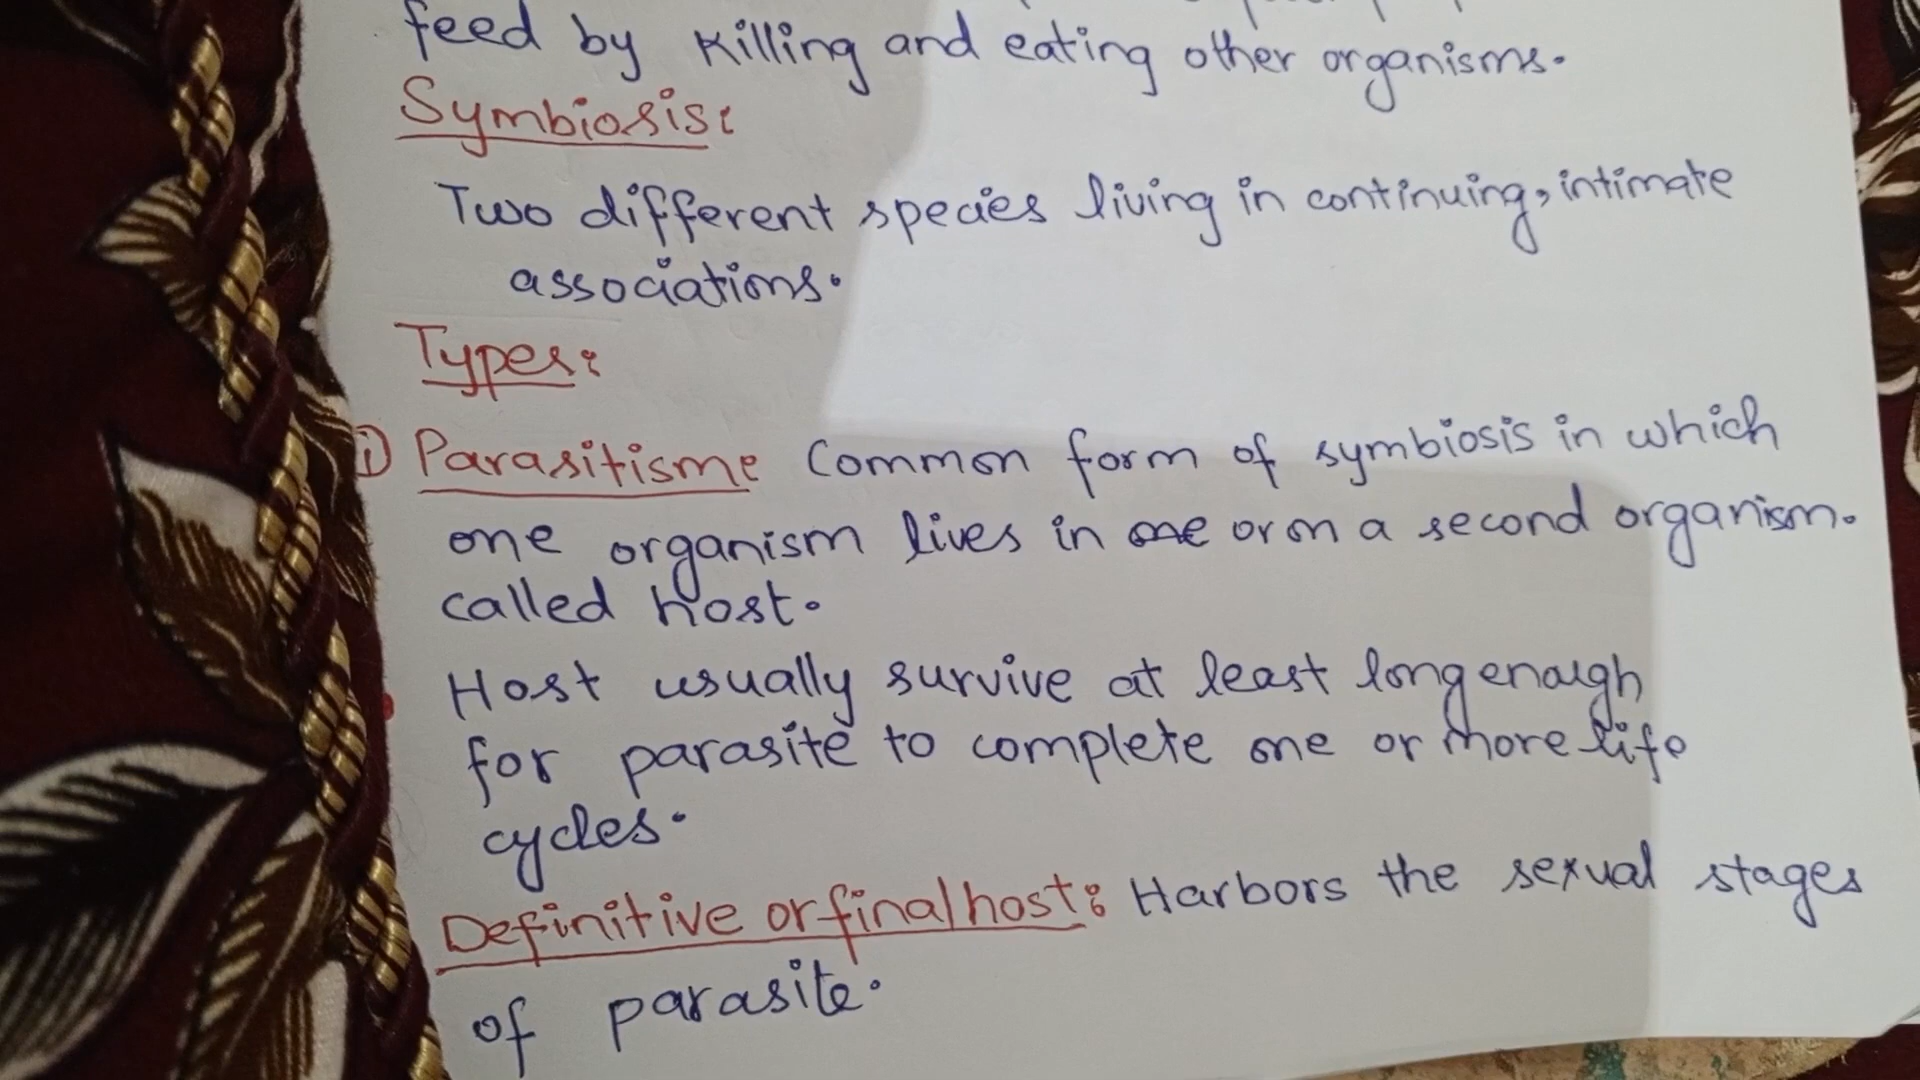 feed by Killing and eating other organisms.
Symbiosis:
Two different species living in continuing, intimate
associations.
Types:
i) Parasitism: Common form of symbiosis in which
one organism lives in one or on a second organism.
called host.
Host usually survive at least long enough
for parasite to complete one or more life
cycles.
Definitive or final host: Harbors the sexual stages
of parasite.